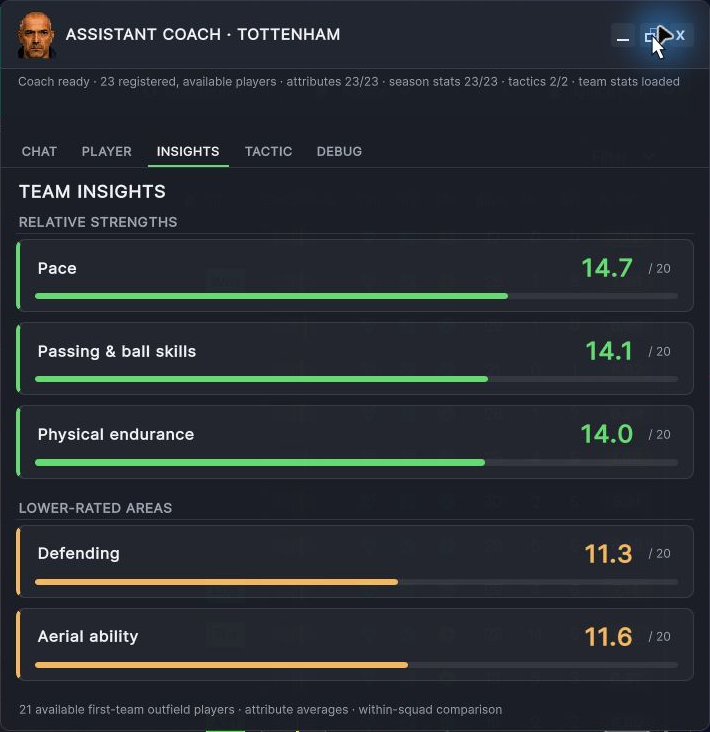 ASSISTANT COACH · TOTTENHAM
Coach ready · 23 registered, available players · attributes 23/23 · season stats 23/23 · tactics 2/2 · team stats loaded
CHAT PLAYER INSIGHTS TACTIC DEBUG
TEAM INSIGHTS
RELATIVE STRENGTHS
Pace 14.7 / 20
Passing & ball skills 14.1 / 20
Physical endurance 14.0 / 20
LOWER-RATED AREAS
Defending 11.3 / 20
Aerial ability 11.6 / 20
21 available first-team outfield players · attribute averages · within-squad comparison